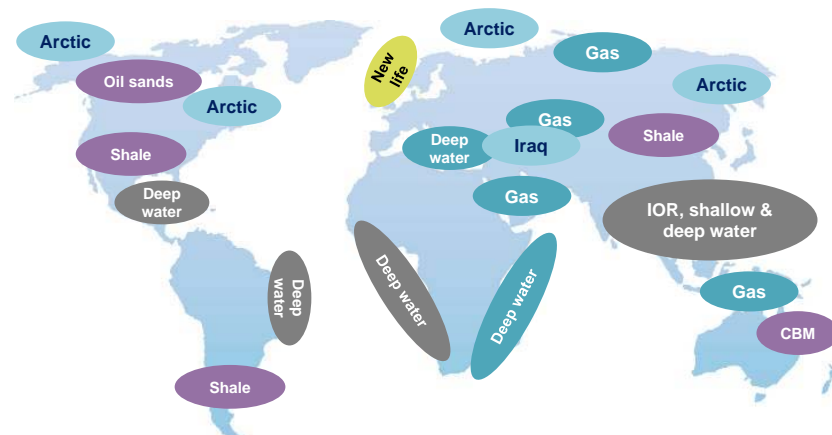 Arctic
Arctic
Gas
New
life
Oil sands
Arctic
Arctic
Gas
Shale
Deep
water
Iraq
Shale
Gas
Deep
water
IOR, shallow &
deep water
Deep water
Deep water
Deep
water
Gas
CBM
Shale